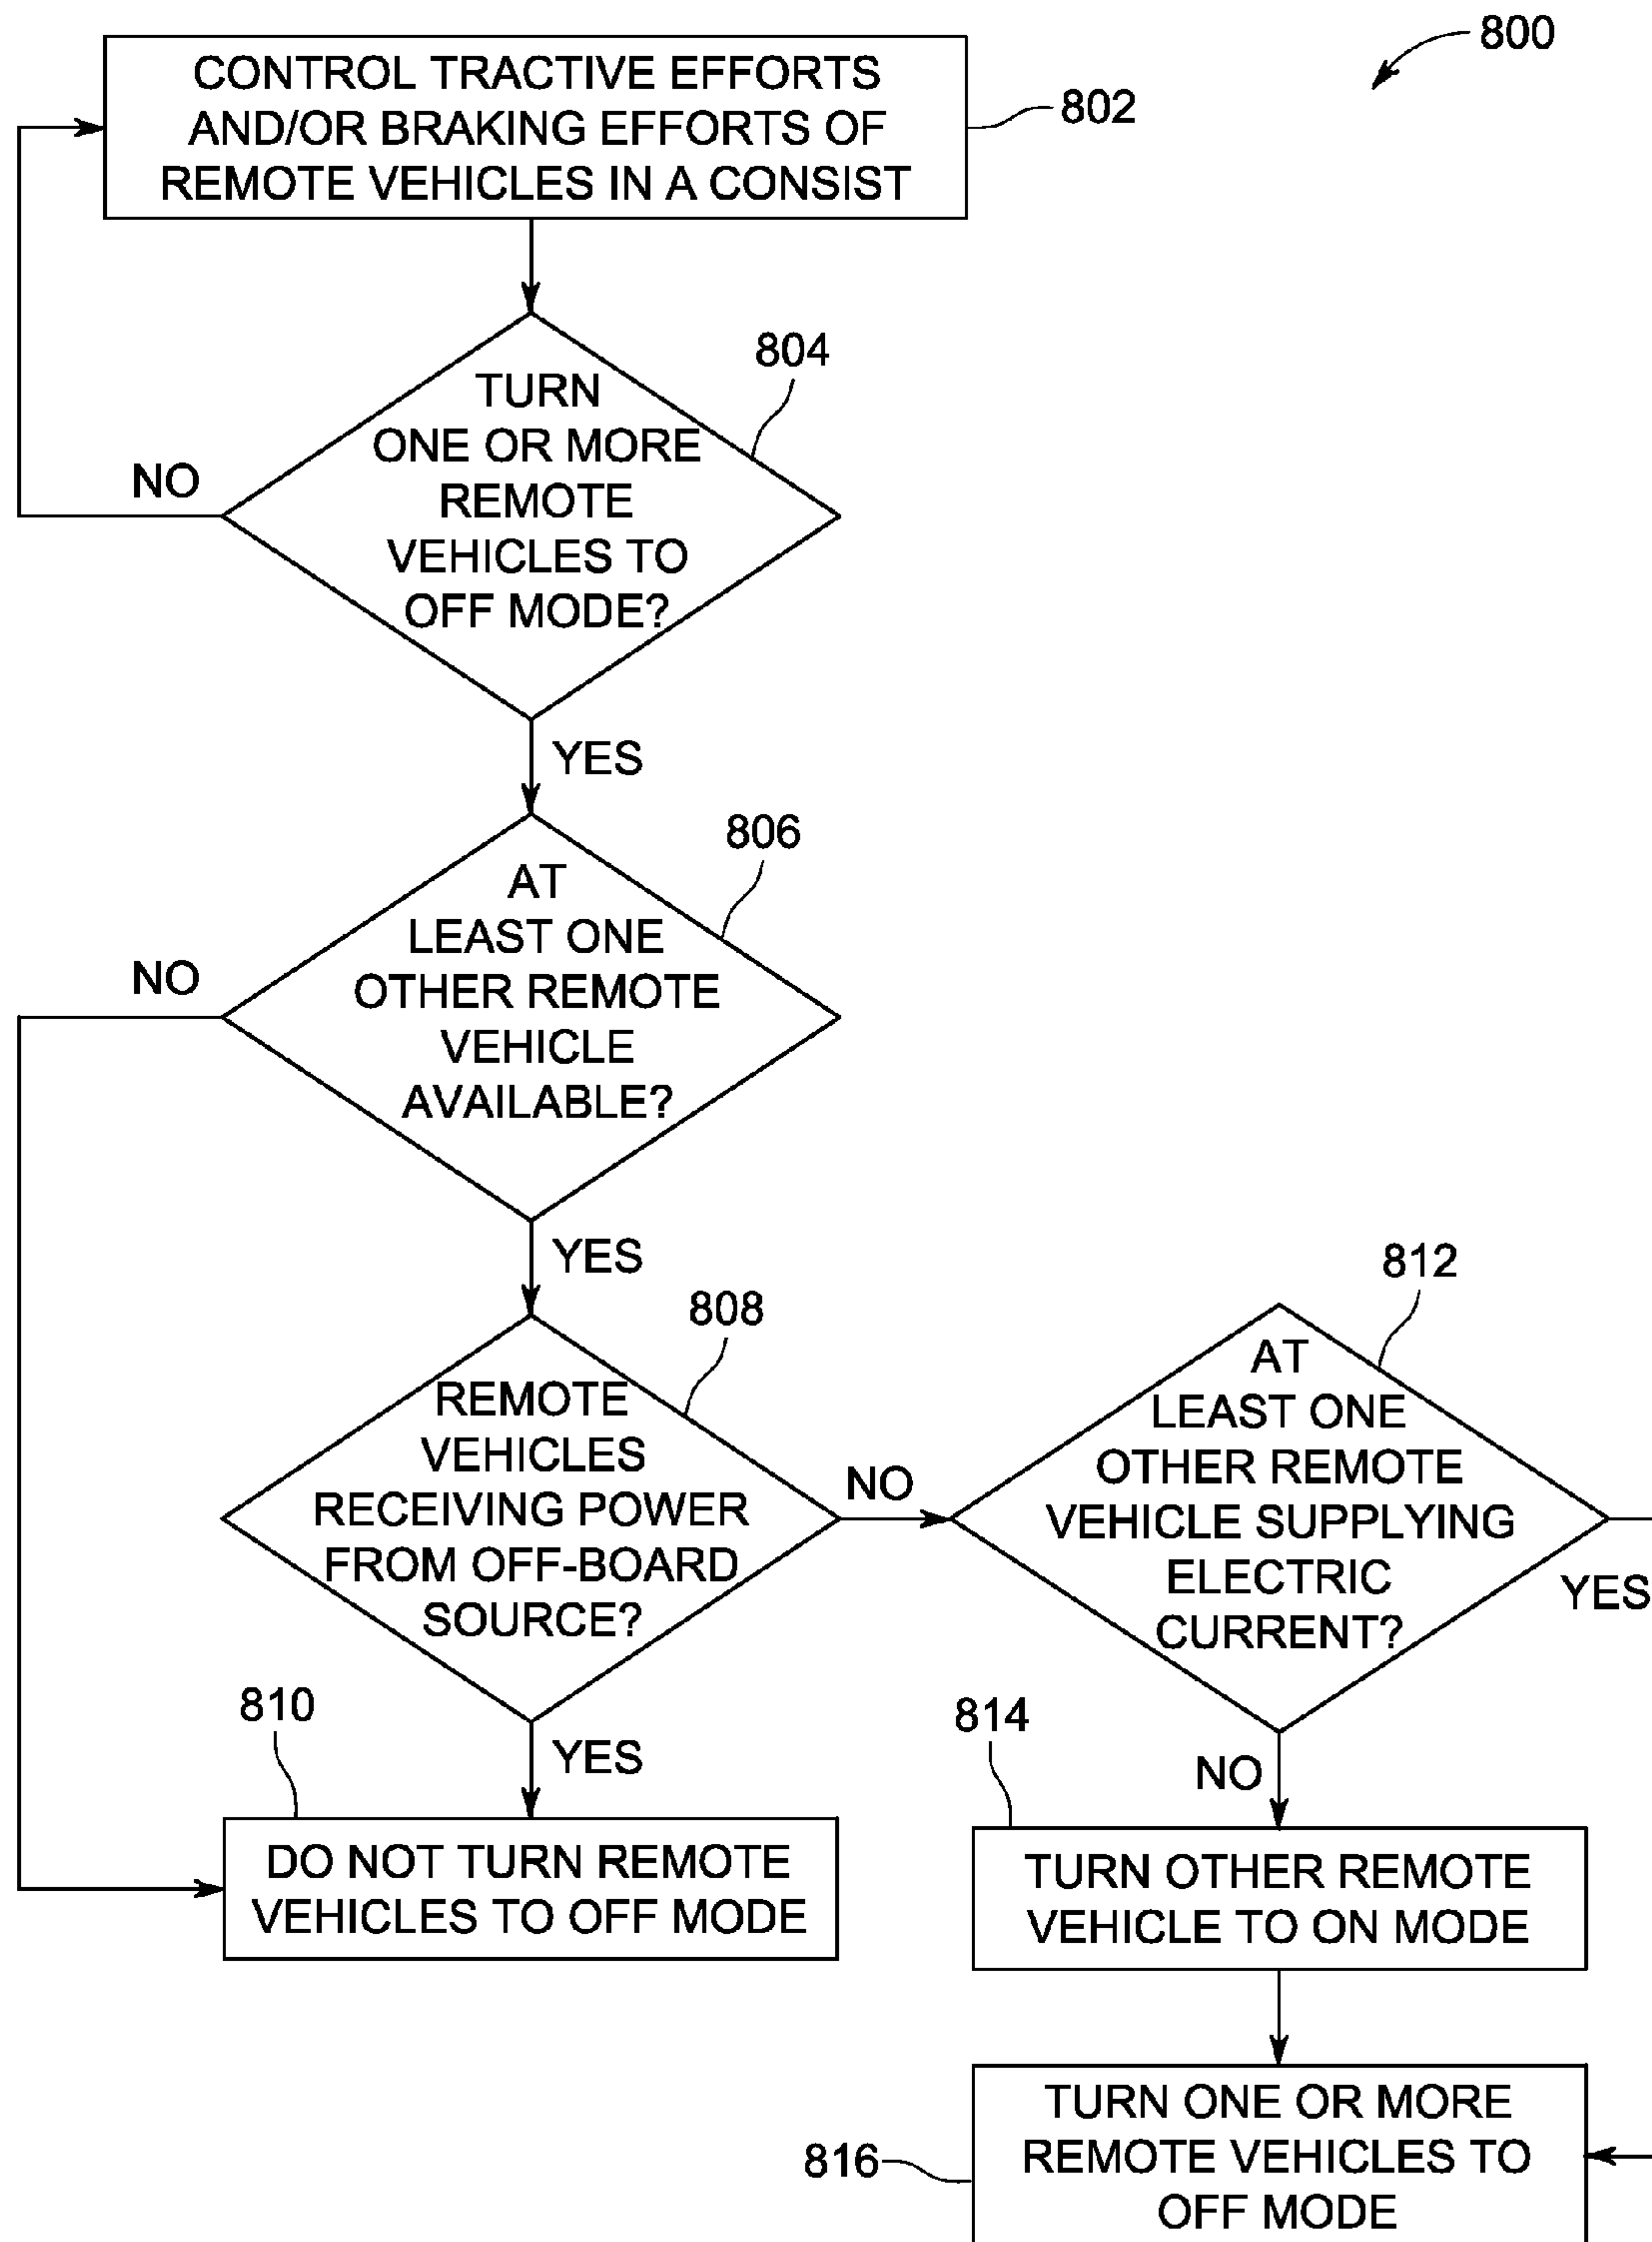 800
CONTROL TRACTIVE EFFORTS
AND/OR BRAKING EFFORTS OF
REMOTE VEHICLES IN A CONSIST
802
804
TURN
ONE OR MORE
REMOTE
VEHICLES TO
OFF MODE?
NO
YES
806
AT
LEAST ONE
OTHER REMOTE
VEHICLE
AVAILABLE?
NO
YES
808
REMOTE
VEHICLES
RECEIVING POWER
FROM OFF-BOARD
SOURCE?
NO
YES
812
AT
LEAST ONE
OTHER REMOTE
VEHICLE SUPPLYING
ELECTRIC
CURRENT?
YES
NO
810
DO NOT TURN REMOTE
VEHICLES TO OFF MODE
814
TURN OTHER REMOTE
VEHICLE TO ON MODE
816
TURN ONE OR MORE
REMOTE VEHICLES TO
OFF MODE